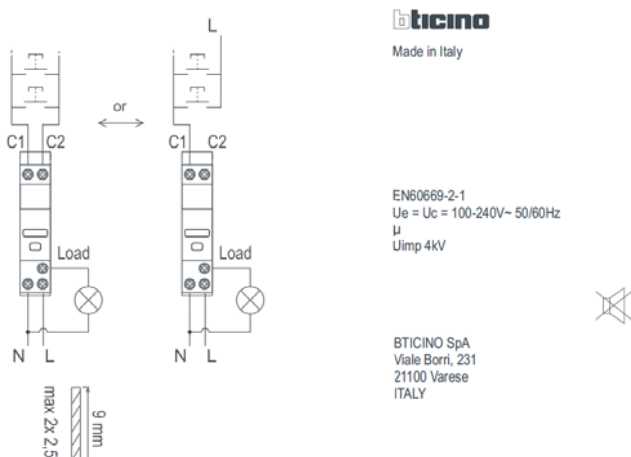 L
or
C1 C2
C1 C2
Load
Load
N L
N L
9 mm
max 2x 2,5
bticino
Made in Italy
EN60669-2-1
Ue = Uc = 100-240V~ 50/60Hz
µ
Uimp 4kV
BTICINO SpA
Viale Borri, 231
21100 Varese
ITALY